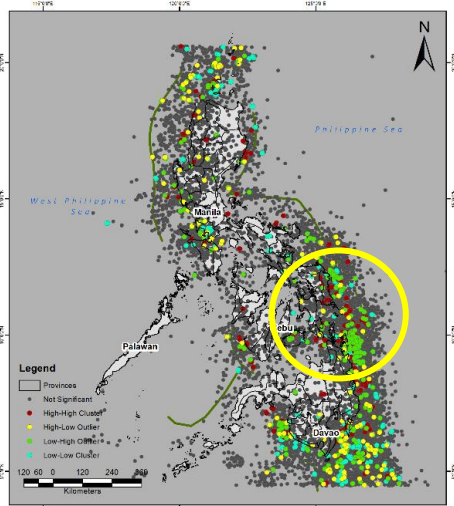 N
Philippine Sea
West Philippine
Sea
Manila
ebu
Palawan
Davao
Legend
Provinces
Not Significant
High-High Cluster
High-Low Outlier
Low-High Outlier
Low-Low Cluster
120 60 0 120 240 360
Kilometers